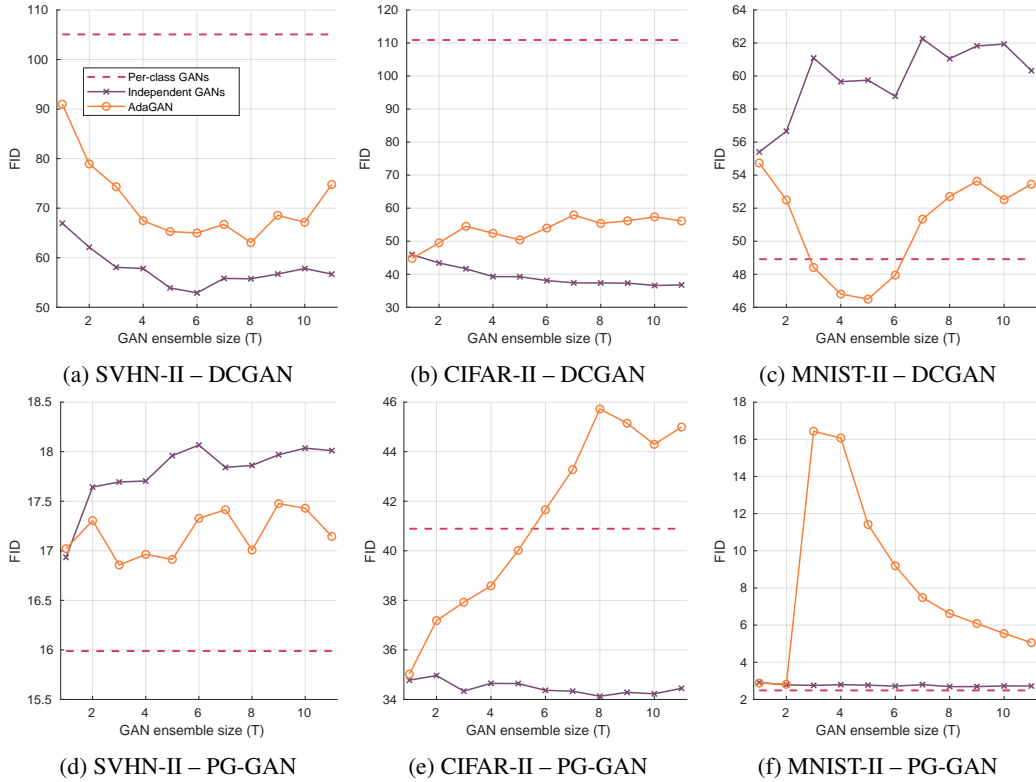 110
100
90
80
70
60
50
FID
2 4 6 8 10
GAN ensemble size (T)
Per-class GANs
Independent GANs
AdaGAN
(a) SVHN-II – DCGAN
120
110
100
90
80
70
60
50
40
30
FID
2 4 6 8 10
GAN ensemble size (T)
(b) CIFAR-II – DCGAN
64
62
60
58
56
54
52
50
48
46
FID
2 4 6 8 10
GAN ensemble size (T)
(c) MNIST-II – DCGAN
18.5
18
17.5
17
16.5
16
15.5
FID
2 4 6 8 10
GAN ensemble size (T)
(d) SVHN-II – PG-GAN
46
44
42
40
38
36
34
FID
2 4 6 8 10
GAN ensemble size (T)
(e) CIFAR-II – PG-GAN
18
16
14
12
10
8
6
4
2
FID
2 4 6 8 10
GAN ensemble size (T)
(f) MNIST-II – PG-GAN